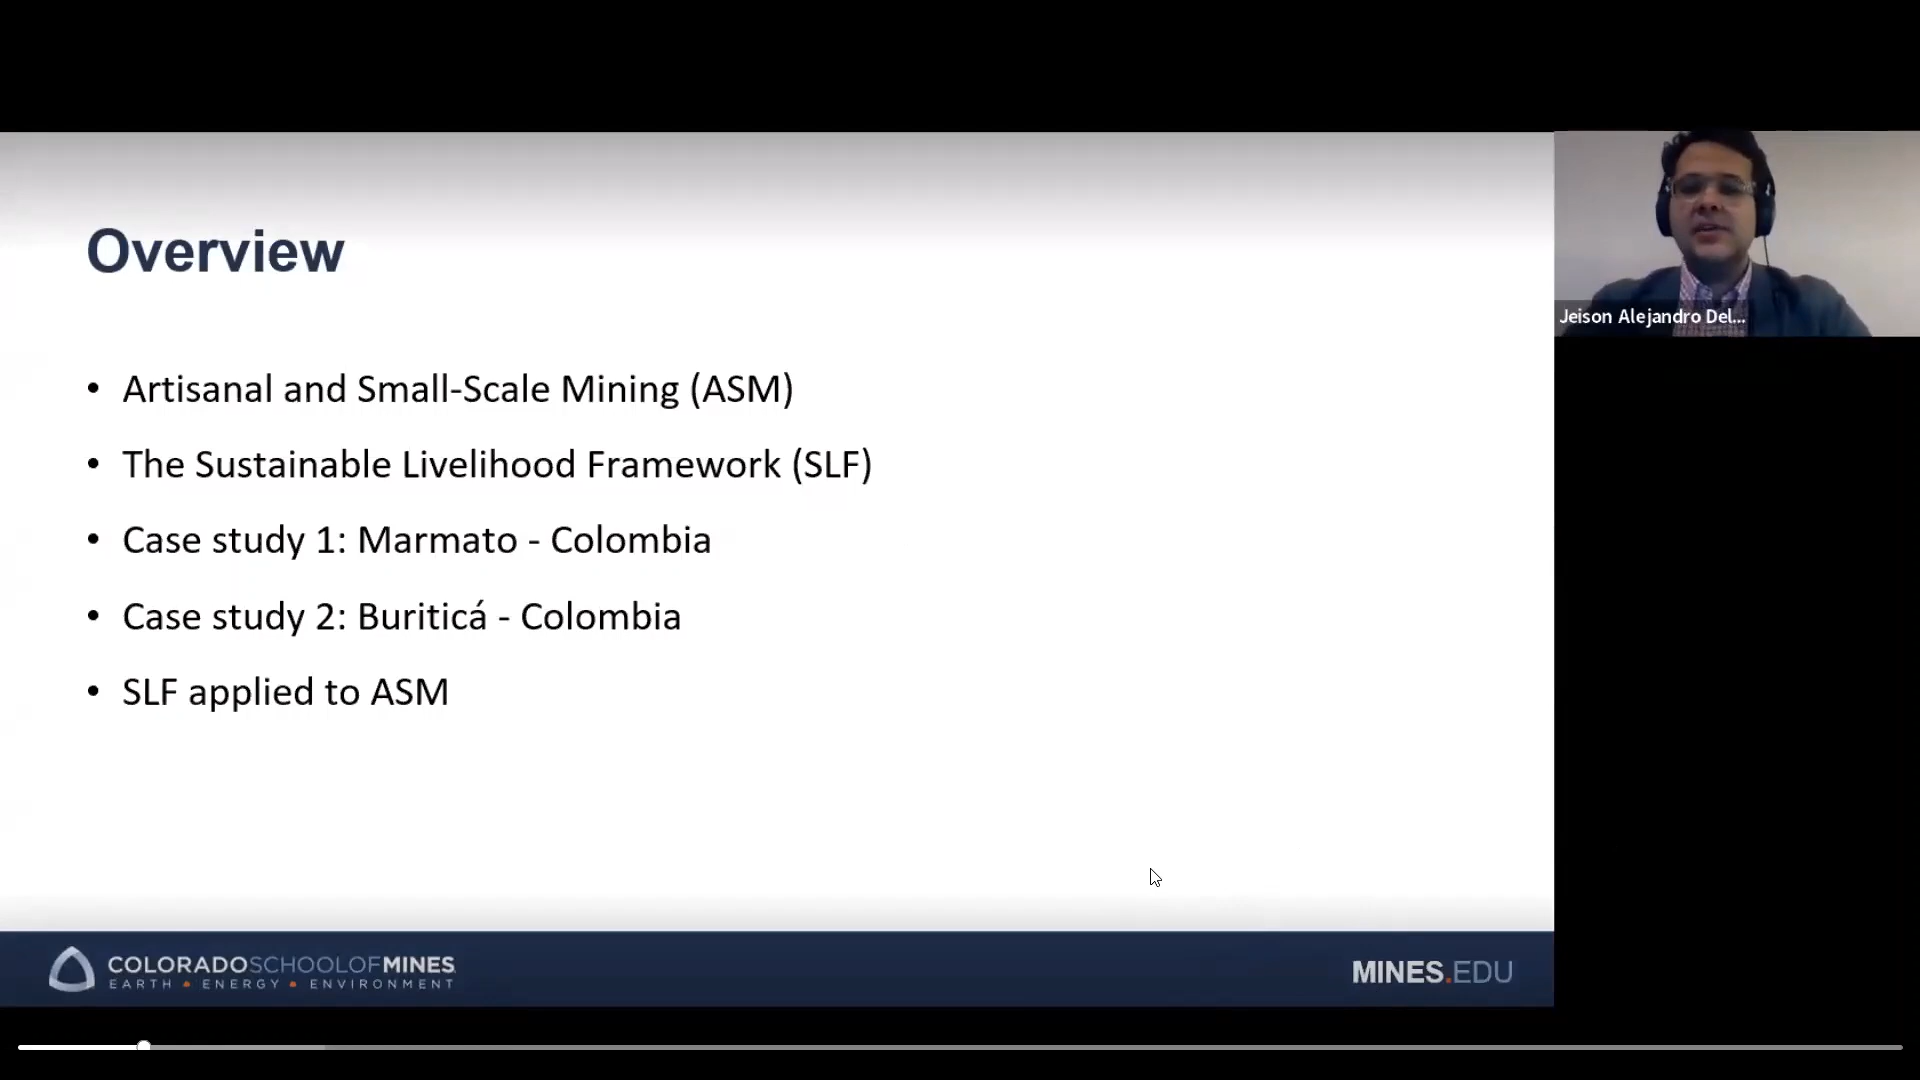 Overview
• Artisanal and Small-Scale Mining (ASM)
• The Sustainable Livelihood Framework (SLF)
• Case study 1: Marmato - Colombia
• Case study 2: Buriticá - Colombia
• SLF applied to ASM
Jeison Alejandro Del...
COLORADOSCHOOLOFMINES
EARTH • ENERGY • ENVIRONMENT
MINES.EDU